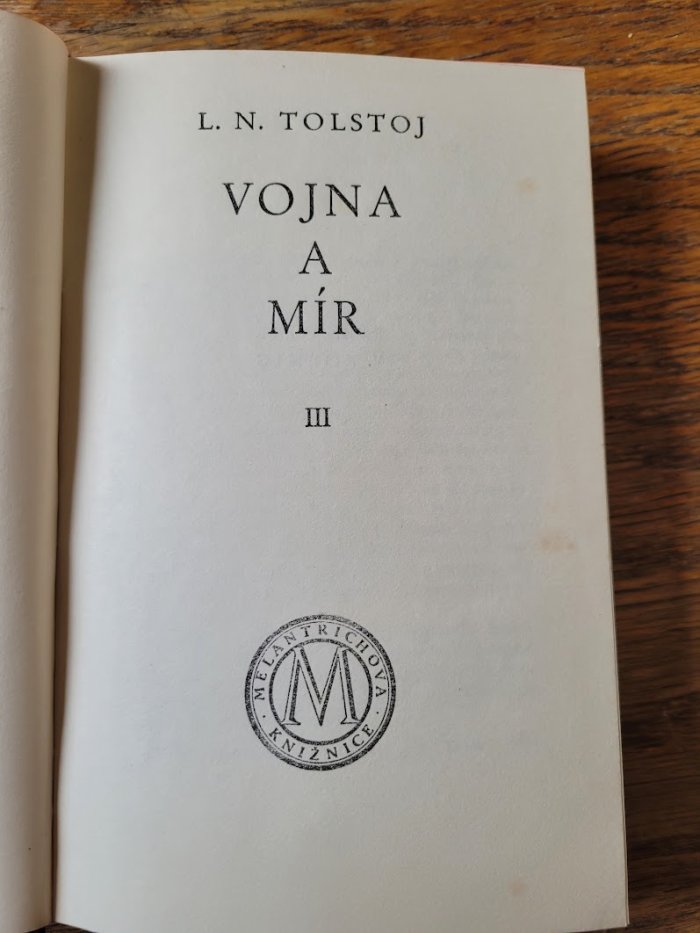 L. N. TOLSTOJ
VOJNA
A
MÍR
III
MELANTRICHOVA
M
· KNIŽNICE ·